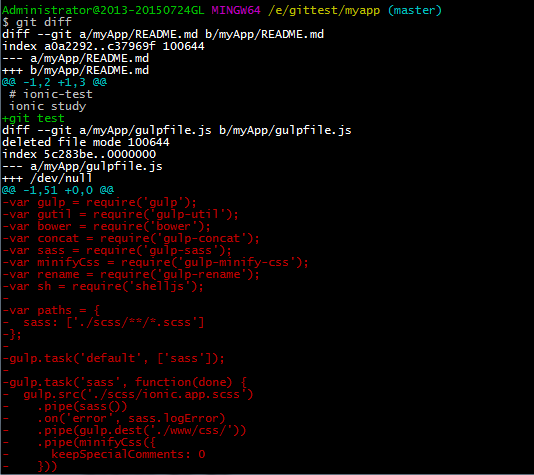 Administrator@2013-20150724GL MINGW64 /e/gittest/myapp (master)
$ git diff
diff --git a/myApp/README.md b/myApp/README.md
index a0a2292..c37969f 100644
--- a/myApp/README.md
+++ b/myApp/README.md
@@ -1,2 +1,3 @@
 # ionic-test
 ionic study
+git test
diff --git a/myApp/gulpfile.js b/myApp/gulpfile.js
deleted file mode 100644
index 5c283be..0000000
--- a/myApp/gulpfile.js
+++ /dev/null
@@ -1,51 +0,0 @@
-var gulp = require('gulp');
-var gutil = require('gulp-util');
-var bower = require('bower');
-var concat = require('gulp-concat');
-var sass = require('gulp-sass');
-var minifyCss = require('gulp-minify-css');
-var rename = require('gulp-rename');
-var sh = require('shelljs');
-
-var paths = {
-  sass: ['./scss/**/*.scss']
-};
-
-gulp.task('default', ['sass']);
-
-gulp.task('sass', function(done) {
-  gulp.src('./scss/ionic.app.scss')
-    .pipe(sass())
-    .on('error', sass.logError)
-    .pipe(gulp.dest('./www/css/'))
-    .pipe(minifyCss({
-      keepSpecialComments: 0
-    }))